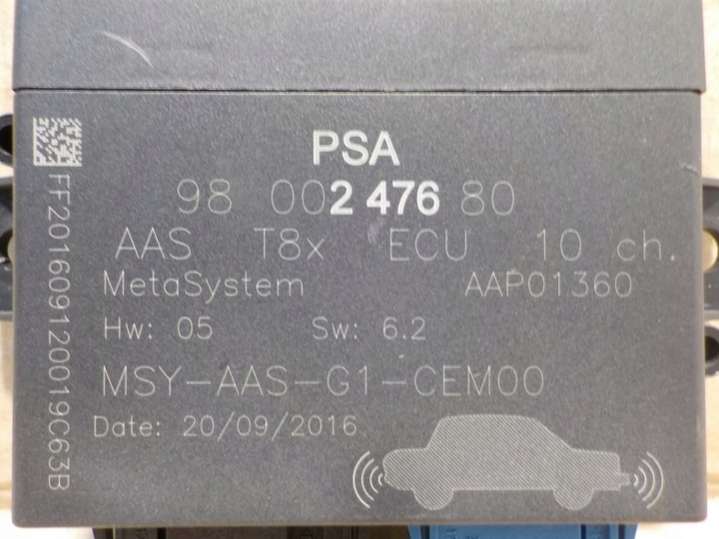 PSA
98 002 476 80
AAS T8x ECU 10 ch.
MetaSystem AAP01360
Hw: 05 Sw: 6.2
MSY-AAS-G1-CEM00
Date: 20/09/2016
FF201609120019C63B